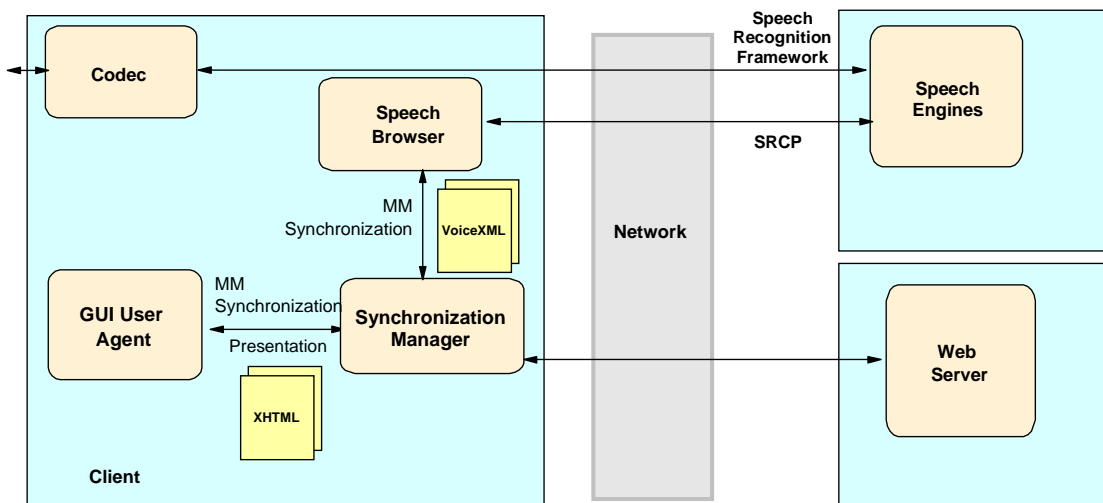 Speech
Recognition
Framework
Codec
Speech
Engines
Speech
Browser
SRCP
MM
Synchronization
VoiceXML
Network
GUI User
Agent
MM
Synchronization
Presentation
Synchronization
Manager
Web
Server
XHTML
Client